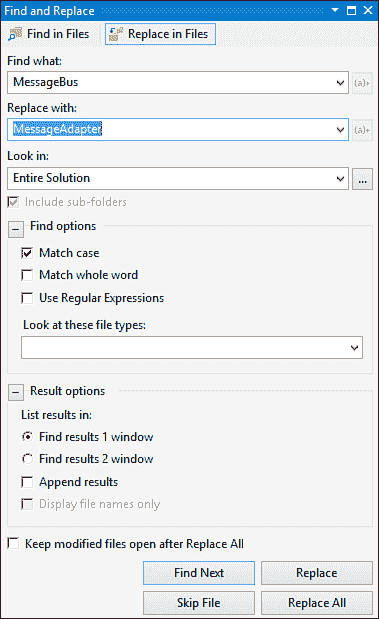 Find and Replace
Find in Files
Replace in Files
Find what:
MessageBus
(a)+
Replace with:
MessageAdapter
(a)+
Look in:
Entire Solution
...
Include sub-folders
Find options
Match case
Match whole word
Use Regular Expressions
Look at these file types:
Result options
List results in:
Find results 1 window
Find results 2 window
Append results
Display file names only
Keep modified files open after Replace All
Find Next
Replace
Skip File
Replace All